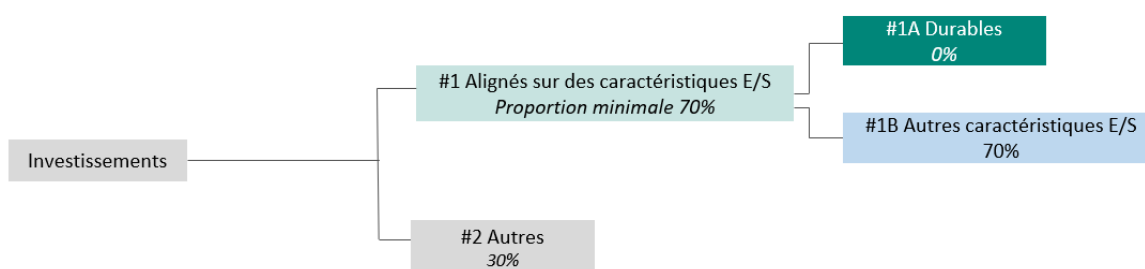 #1A Durables
0%
#1 Alignés sur des caractéristiques E/S
Proportion minimale 70%
#1B Autres caractéristiques E/S
70%
Investissements
#2 Autres
30%